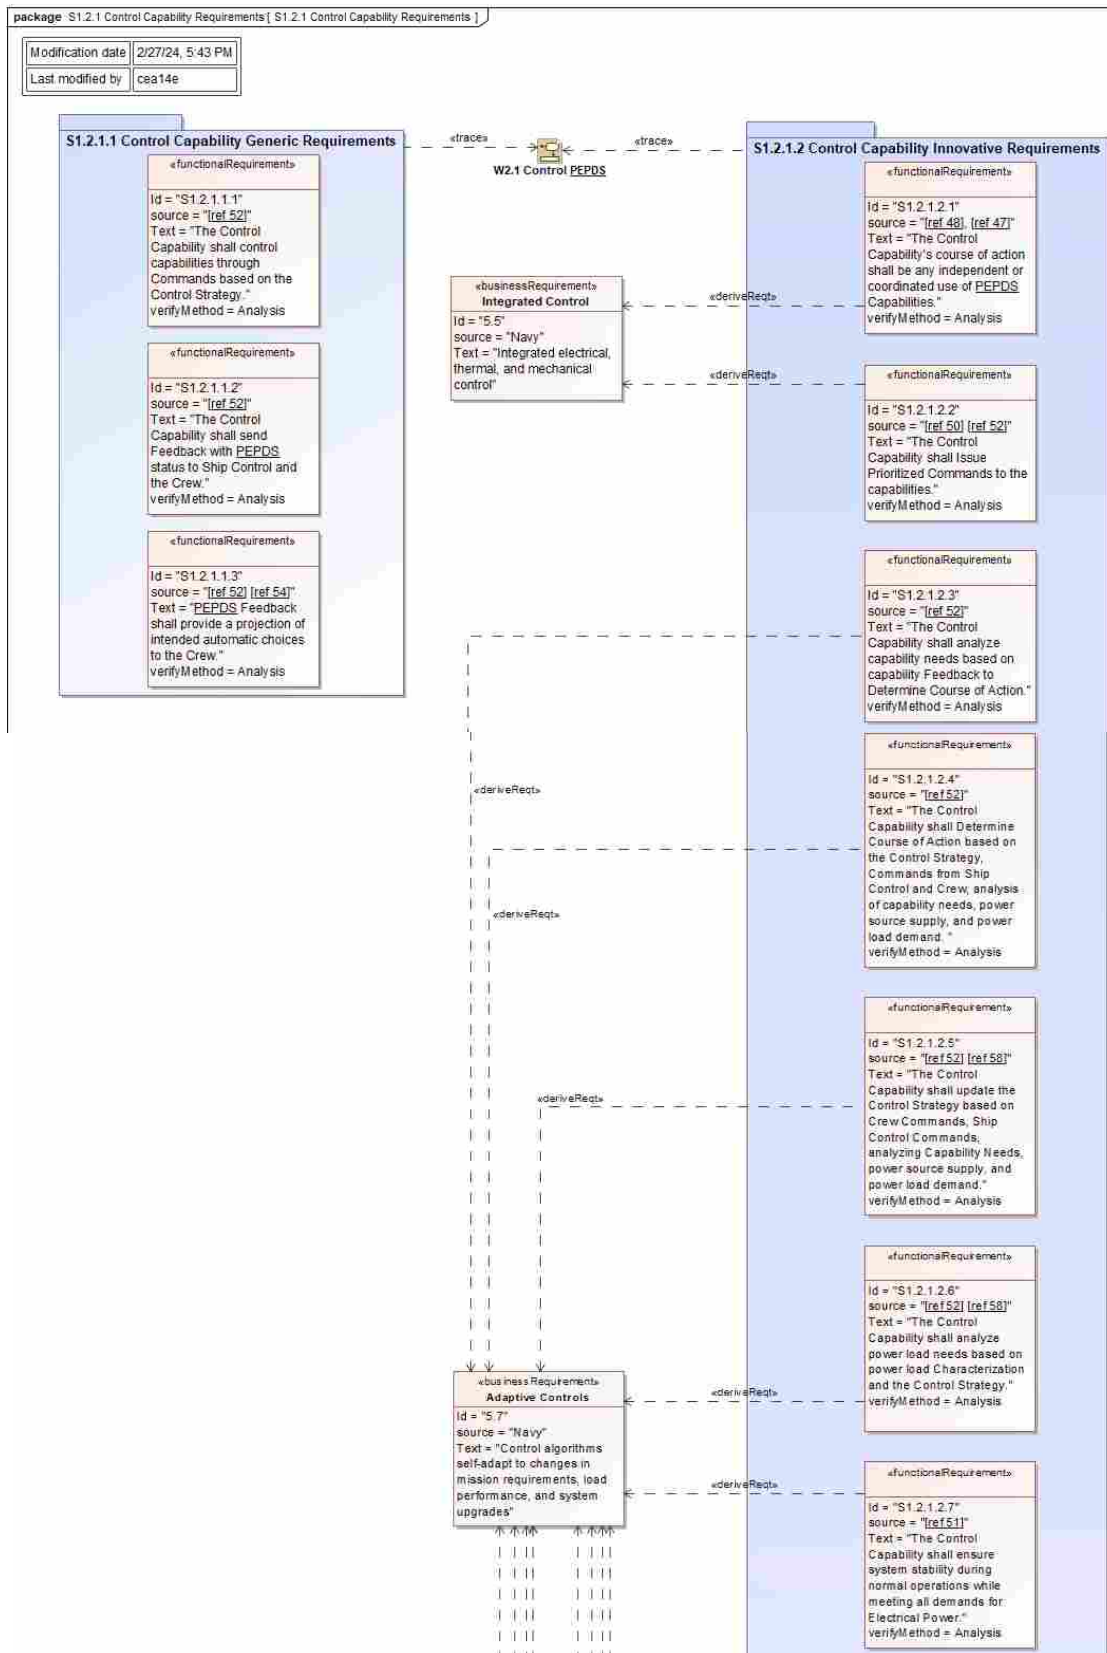 package S1.2.1 Control Capability Requirements[ S1.2.1 Control Capability Requirements ]
Modification date 2/27/24, 5:43 PM
Last modified by cea14e
S1.2.1.1 Control Capability Generic Requirements
«functionalRequirement»
Id = "S1.2.1.1.1"
source = "[ref 52]"
Text = "The Control
Capability shall control
capabilities through
Commands based on the
Control Strategy."
verifyMethod = Analysis
«functionalRequirement»
Id = "S1.2.1.1.2"
source = "[ref 52]"
Text = "The Control
Capability shall send
Feedback with PEPDS
status to Ship Control and
the Crew."
verifyMethod = Analysis
«functionalRequirement»
Id = "S1.2.1.1.3"
source = "[ref 52] [ref 54]"
Text = "PEPDS Feedback
shall provide a projection of
intended automatic choices
to the Crew."
verifyMethod = Analysis
«trace»
W2.1 Control PEPDS
«trace»
«businessRequirement»
Integrated Control
Id = "5.5"
source = "Navy"
Text = "Integrated electrical,
thermal, and mechanical
control"
«deriveReqt»
«deriveReqt»
S1.2.1.2 Control Capability Innovative Requirements
«functionalRequirement»
Id = "S1.2.1.2.1"
source = "[ref 48], [ref 47]"
Text = "The Control
Capability's course of action
shall be any independent or
coordinated use of PEPDS
Capabilities."
verifyMethod = Analysis
«functionalRequirement»
Id = "S1.2.1.2.2"
source = "[ref 50] [ref 52]"
Text = "The Control
Capability shall Issue
Prioritized Commands to the
capabilities."
verifyMethod = Analysis
«functionalRequirement»
Id = "S1.2.1.2.3"
source = "[ref 52]"
Text = "The Control
Capability shall analyze
capability needs based on
capability Feedback to
Determine Course of Action."
verifyMethod = Analysis
«deriveReqt»
«functionalRequirement»
Id = "S1.2.1.2.4"
source = "[ref 52]"
Text = "The Control
Capability shall Determine
Course of Action based on
the Control Strategy,
Commands from Ship
Control and Crew, analysis
of capability needs, power
source supply, and power
load demand. "
verifyMethod = Analysis
«deriveReqt»
«functionalRequirement»
Id = "S1.2.1.2.5"
source = "[ref 52] [ref 58]"
Text = "The Control
Capability shall update the
Control Strategy based on
Crew Commands, Ship
Control Commands,
analyzing Capability Needs,
power source supply, and
power load demand."
verifyMethod = Analysis
«deriveReqt»
«functionalRequirement»
Id = "S1.2.1.2.6"
source = "[ref 52] [ref 58]"
Text = "The Control
Capability shall analyze
power load needs based on
power load Characterization
and the Control Strategy."
verifyMethod = Analysis
«deriveReqt»
«businessRequirement»
Adaptive Controls
Id = "5.7"
source = "Navy"
Text = "Control algorithms
self-adapt to changes in
mission requirements, load
performance, and system
upgrades"
«deriveReqt»
«functionalRequirement»
Id = "S1.2.1.2.7"
source = "[ref 51]"
Text = "The Control
Capability shall ensure
system stability during
normal operations while
meeting all demands for
Electrical Power."
verifyMethod = Analysis